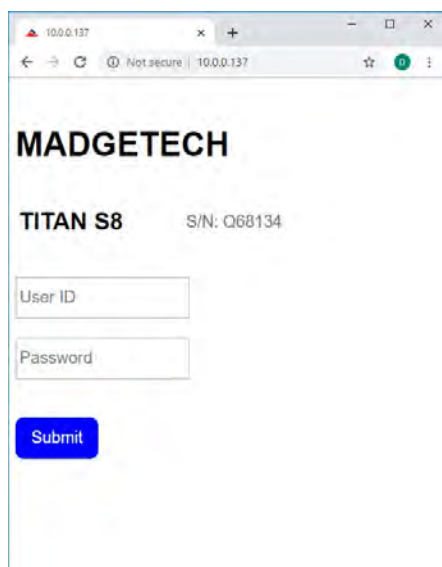 10.0.0.137
Not secure | 10.0.0.137
D
MADGETECH
TITAN S8
S/N: Q68134
User ID
Password
Submit